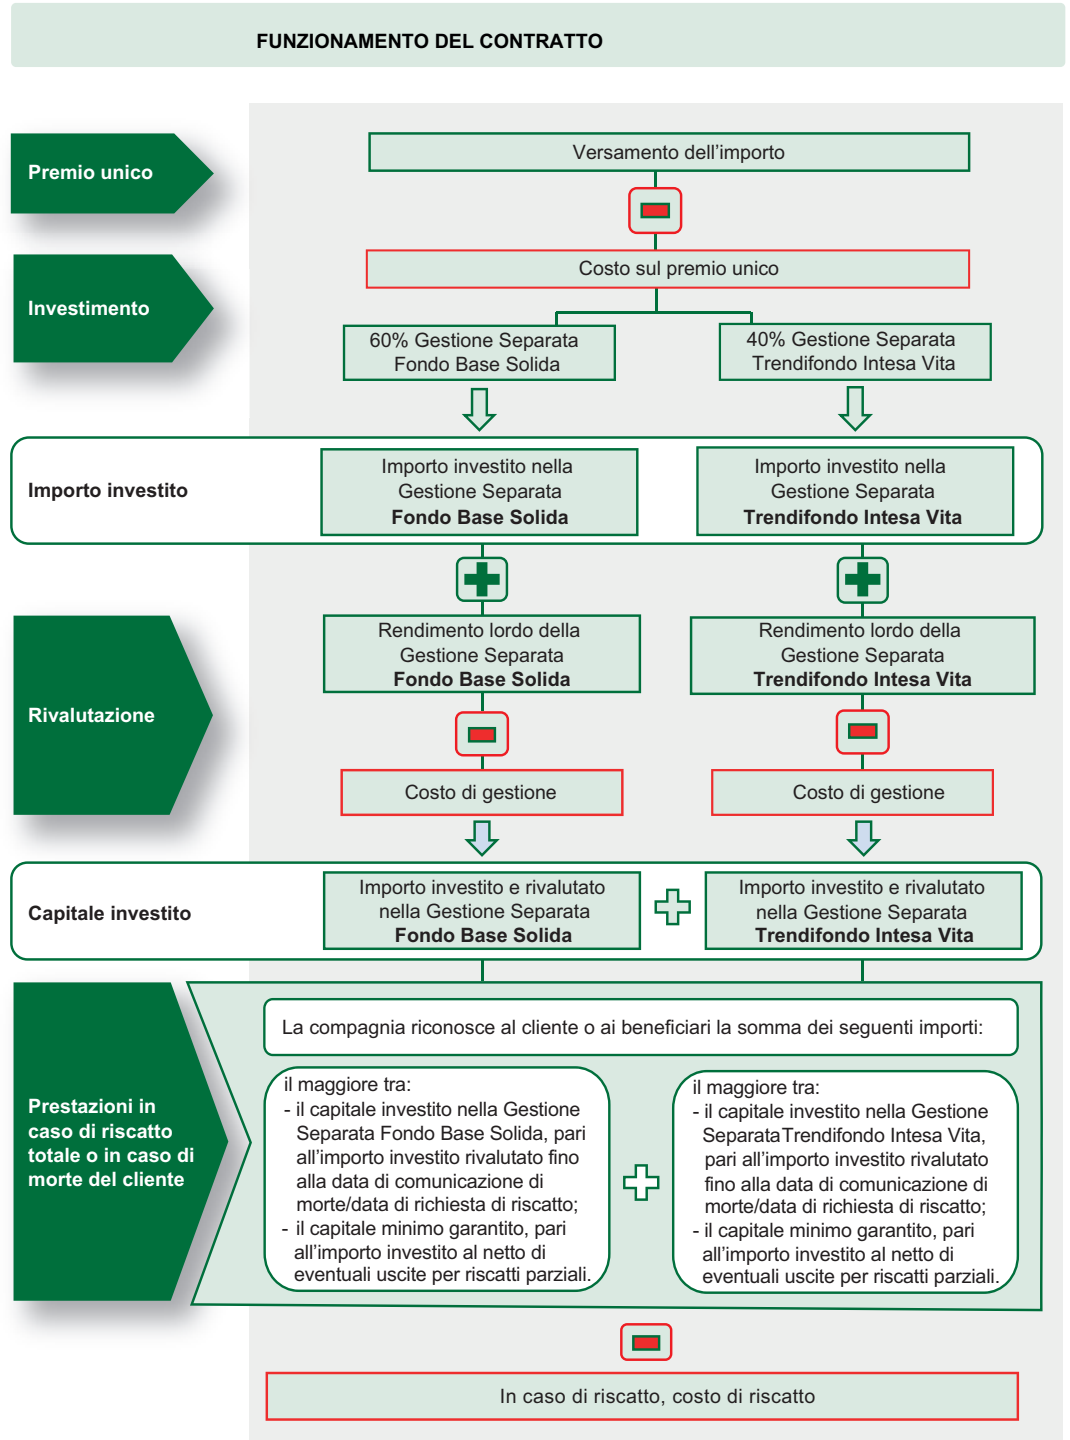 FUNZIONAMENTO DEL CONTRATTO
Premio unico
Versamento dell'importo
Costo sul premio unico
Investimento
60% Gestione Separata
Fondo Base Solida
40% Gestione Separata
Trendifondo Intesa Vita
Importo investito
Importo investito nella
Gestione Separata
Fondo Base Solida
Importo investito nella
Gestione Separata
Trendifondo Intesa Vita
Rivalutazione
Rendimento lordo della
Gestione Separata
Fondo Base Solida
Rendimento lordo della
Gestione Separata
Trendifondo Intesa Vita
Costo di gestione
Costo di gestione
Capitale investito
Importo investito e rivalutato
nella Gestione Separata
Fondo Base Solida
Importo investito e rivalutato
nella Gestione Separata
Trendifondo Intesa Vita
Prestazioni in
caso di riscatto
totale o in caso di
morte del cliente
La compagnia riconosce al cliente o ai beneficiari la somma dei seguenti importi:
il maggiore tra:
- il capitale investito nella Gestione
Separata Fondo Base Solida, pari
all'importo investito rivalutato fino
alla data di comunicazione di
morte/data di richiesta di riscatto;
- il capitale minimo garantito, pari
all'importo investito al netto di
eventuali uscite per riscatti parziali.
il maggiore tra:
- il capitale investito nella Gestione
Separata Trendifondo Intesa Vita,
pari all'importo investito rivalutato
fino alla data di comunicazione di
morte/data di richiesta di riscatto;
- il capitale minimo garantito, pari
all'importo investito al netto di
eventuali uscite per riscatti parziali.
In caso di riscatto, costo di riscatto